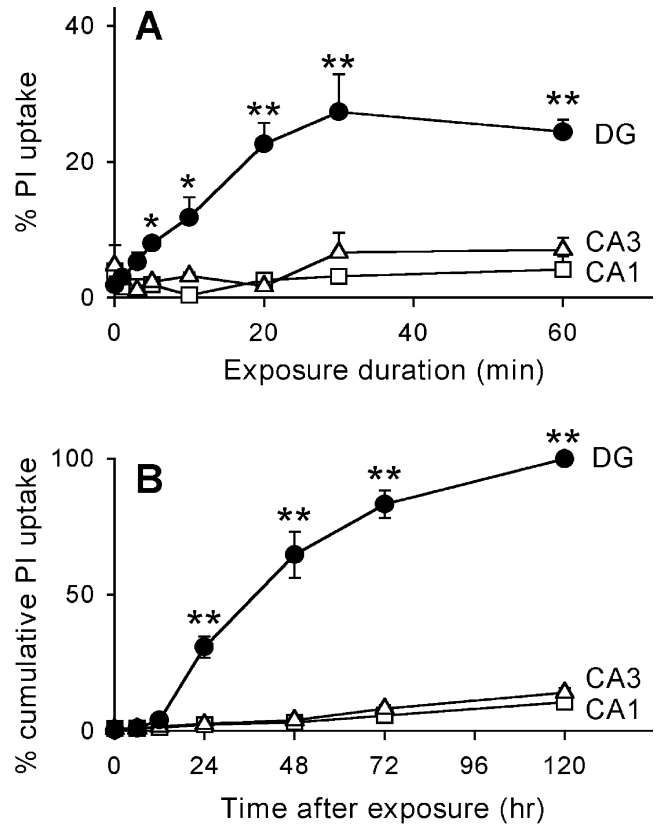 A
% PI uptake
40
20
0
** ** **
* *
DG
CA3
CA1
0 20 40 60
Exposure duration (min)
B
% cumulative PI uptake
100
50
0
** ** ** **
DG
CA3
CA1
0 24 48 72 96 120
Time after exposure (hr)